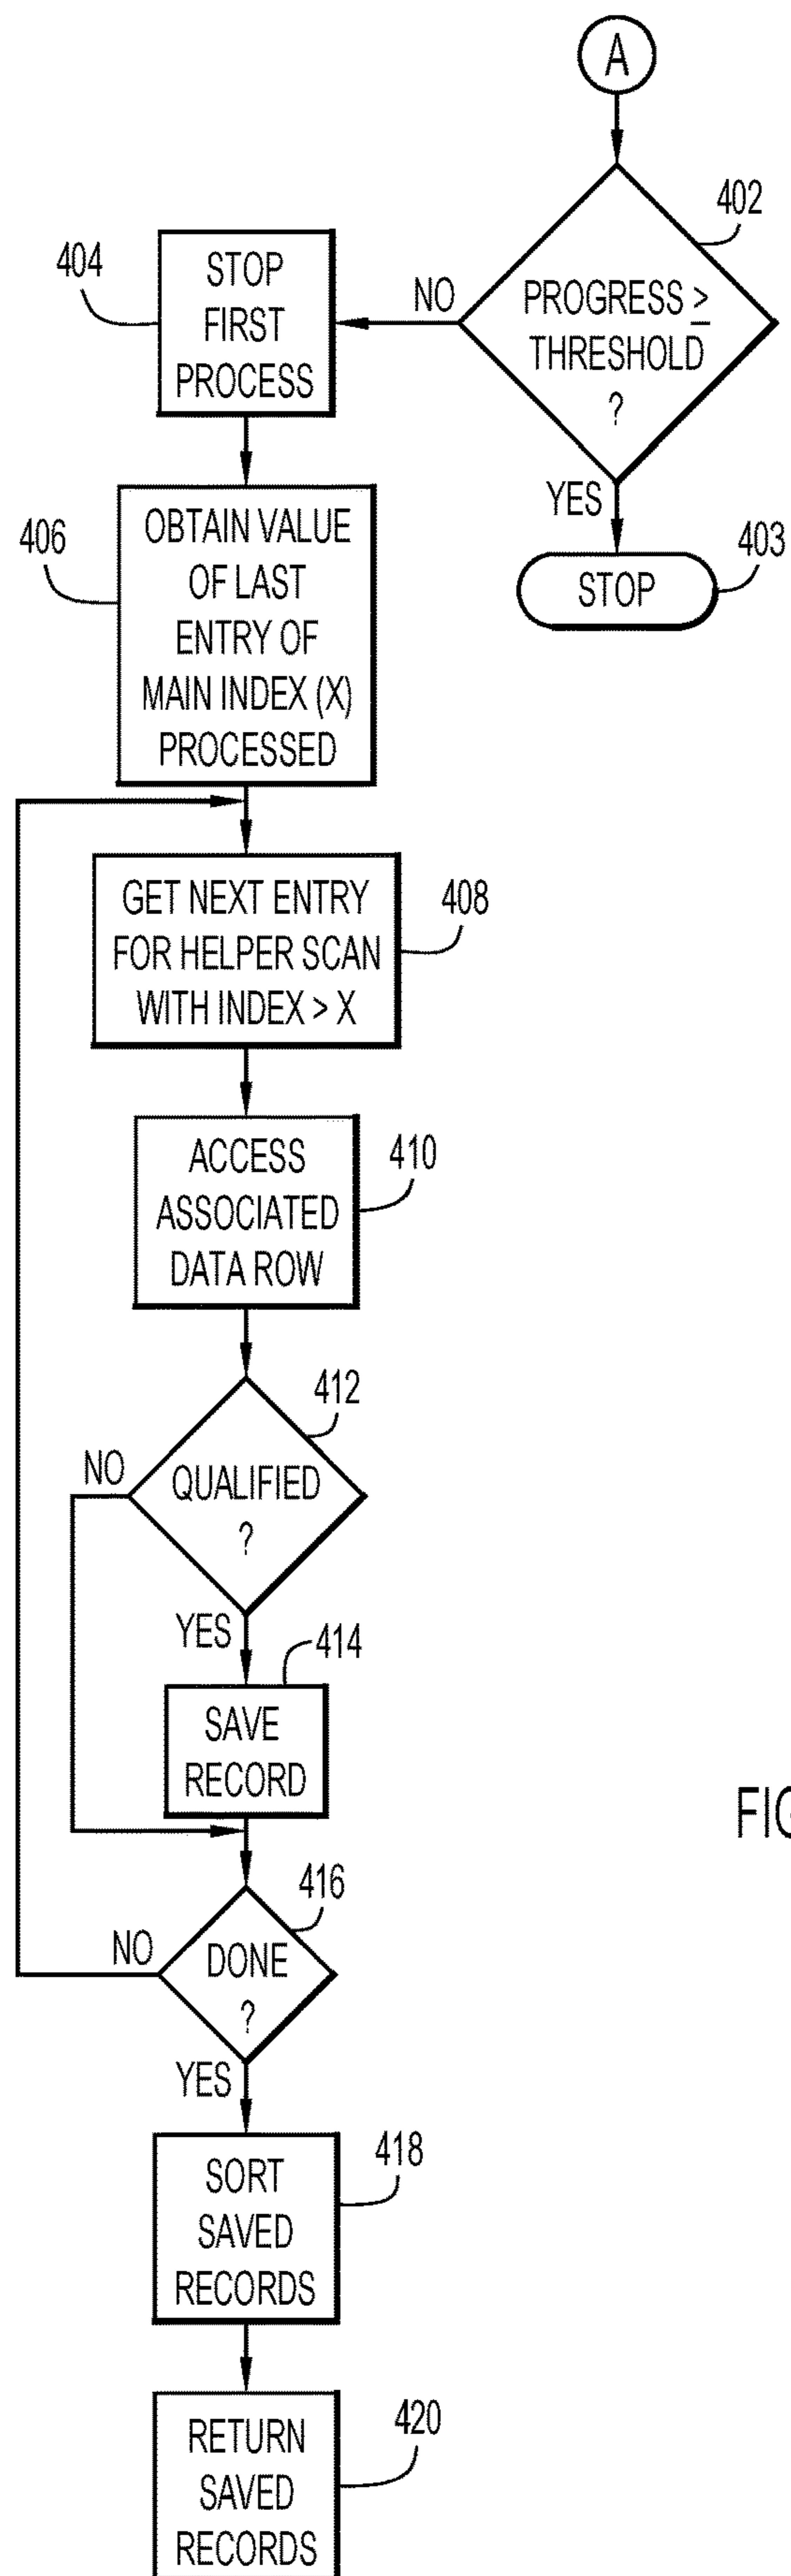 A
402
PROGRESS ≥
THRESHOLD
?
NO
YES
STOP
403
404
STOP
FIRST
PROCESS
406
OBTAIN VALUE
OF LAST
ENTRY OF
MAIN INDEX (X)
PROCESSED
GET NEXT ENTRY
FOR HELPER SCAN
WITH INDEX > X
408
ACCESS
ASSOCIATED
DATA ROW
410
412
NO
QUALIFIED
?
YES
414
SAVE
RECORD
FIG
416
NO
DONE
?
YES
418
SORT
SAVED
RECORDS
420
RETURN
SAVED
RECORDS